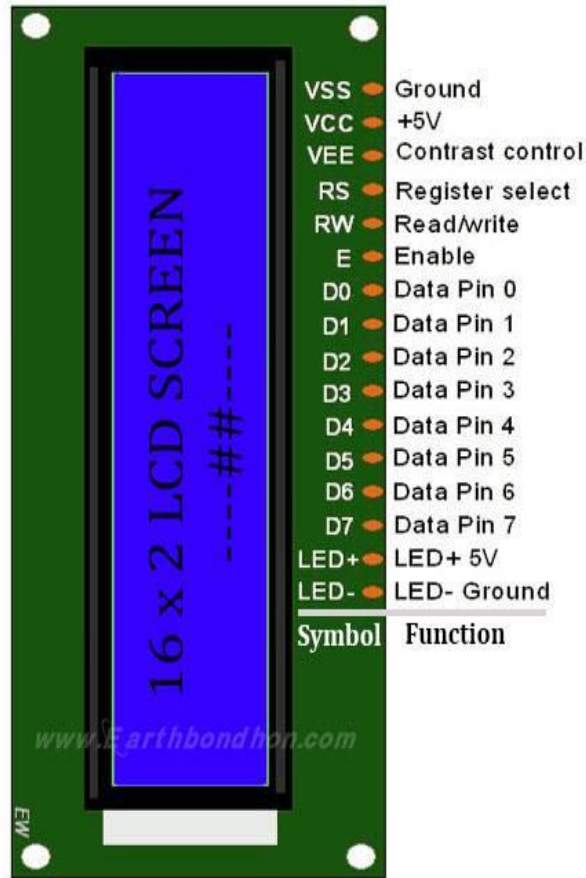 16 x 2 LCD SCREEN
----##----
VSS Ground
VCC +5V
VEE Contrast control
RS Register select
RW Read/write
E Enable
D0 Data Pin 0
D1 Data Pin 1
D2 Data Pin 2
D3 Data Pin 3
D4 Data Pin 4
D5 Data Pin 5
D6 Data Pin 6
D7 Data Pin 7
LED+ LED+ 5V
LED- LED- Ground
Symbol Function
www.Earthbondhon.com
EW